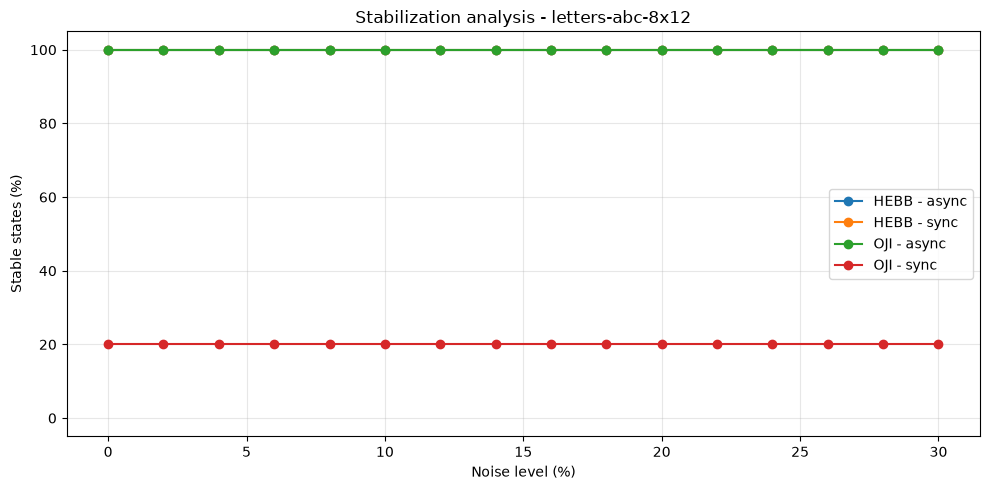 Stabilization analysis - letters-abc-8x12
Stable states (%)
100
80
60
40
20
0
HEBB - async
HEBB - sync
OJI - async
OJI - sync
0 5 10 15 20 25 30
Noise level (%)